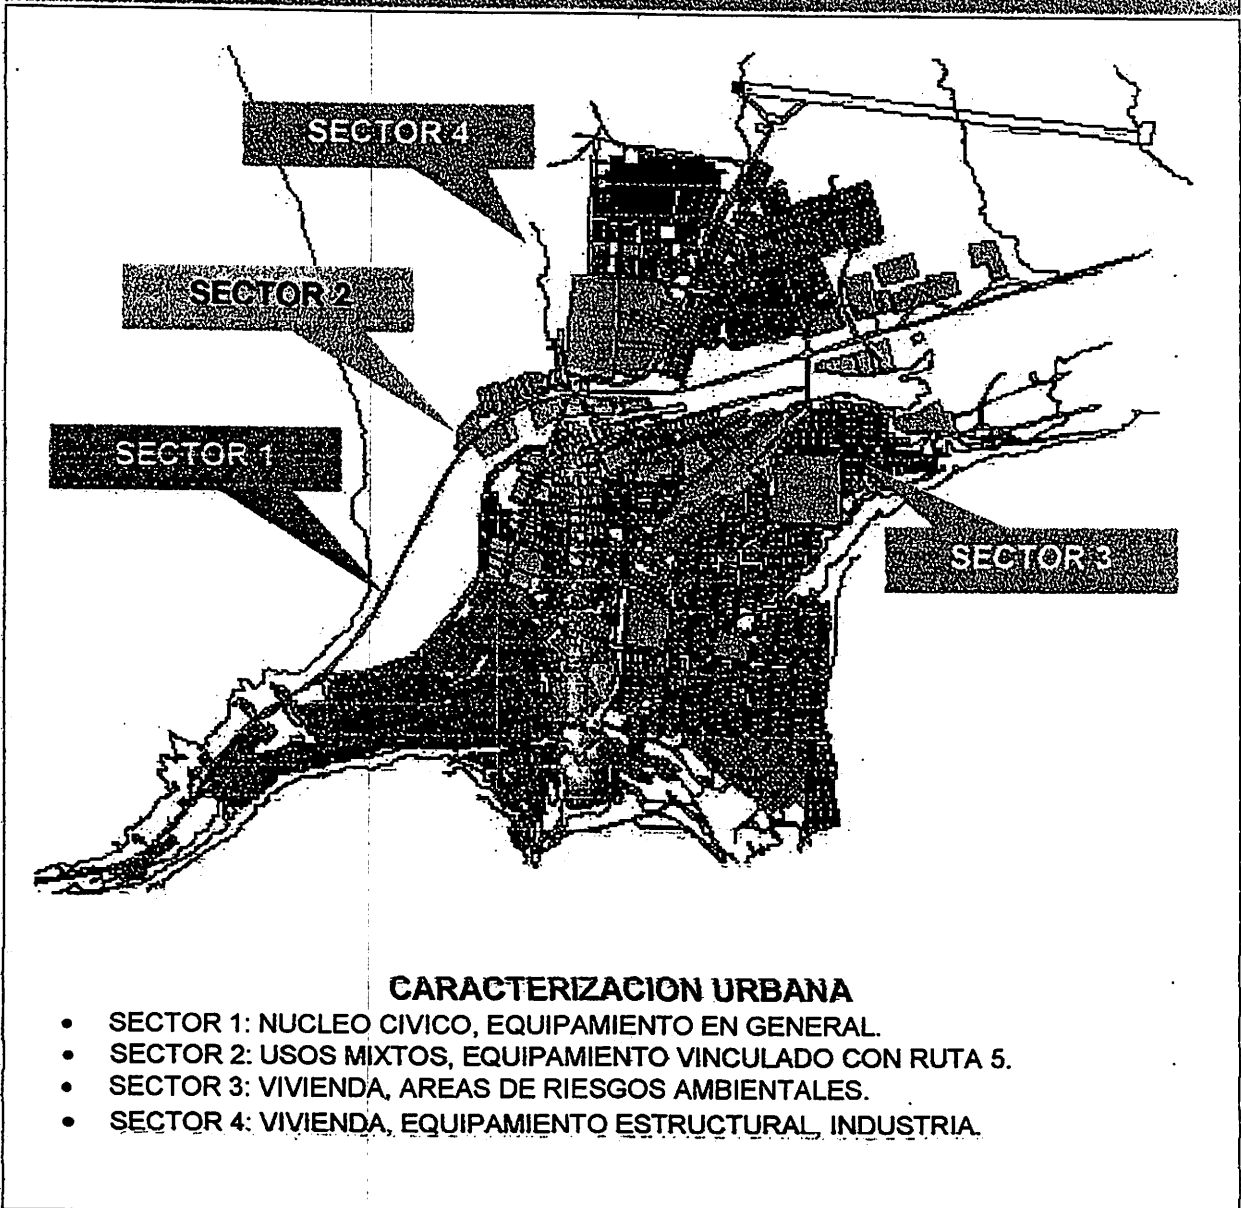 SECTOR 4
SECTOR 2
SECTOR 1
SECTOR 3
CARACTERIZACION URBANA
• SECTOR 1: NUCLEO CIVICO, EQUIPAMIENTO EN GENERAL.
• SECTOR 2: USOS MIXTOS, EQUIPAMIENTO VINCULADO CON RUTA 5.
• SECTOR 3: VIVIENDA, AREAS DE RIESGOS AMBIENTALES.
• SECTOR 4: VIVIENDA, EQUIPAMIENTO ESTRUCTURAL, INDUSTRIA.